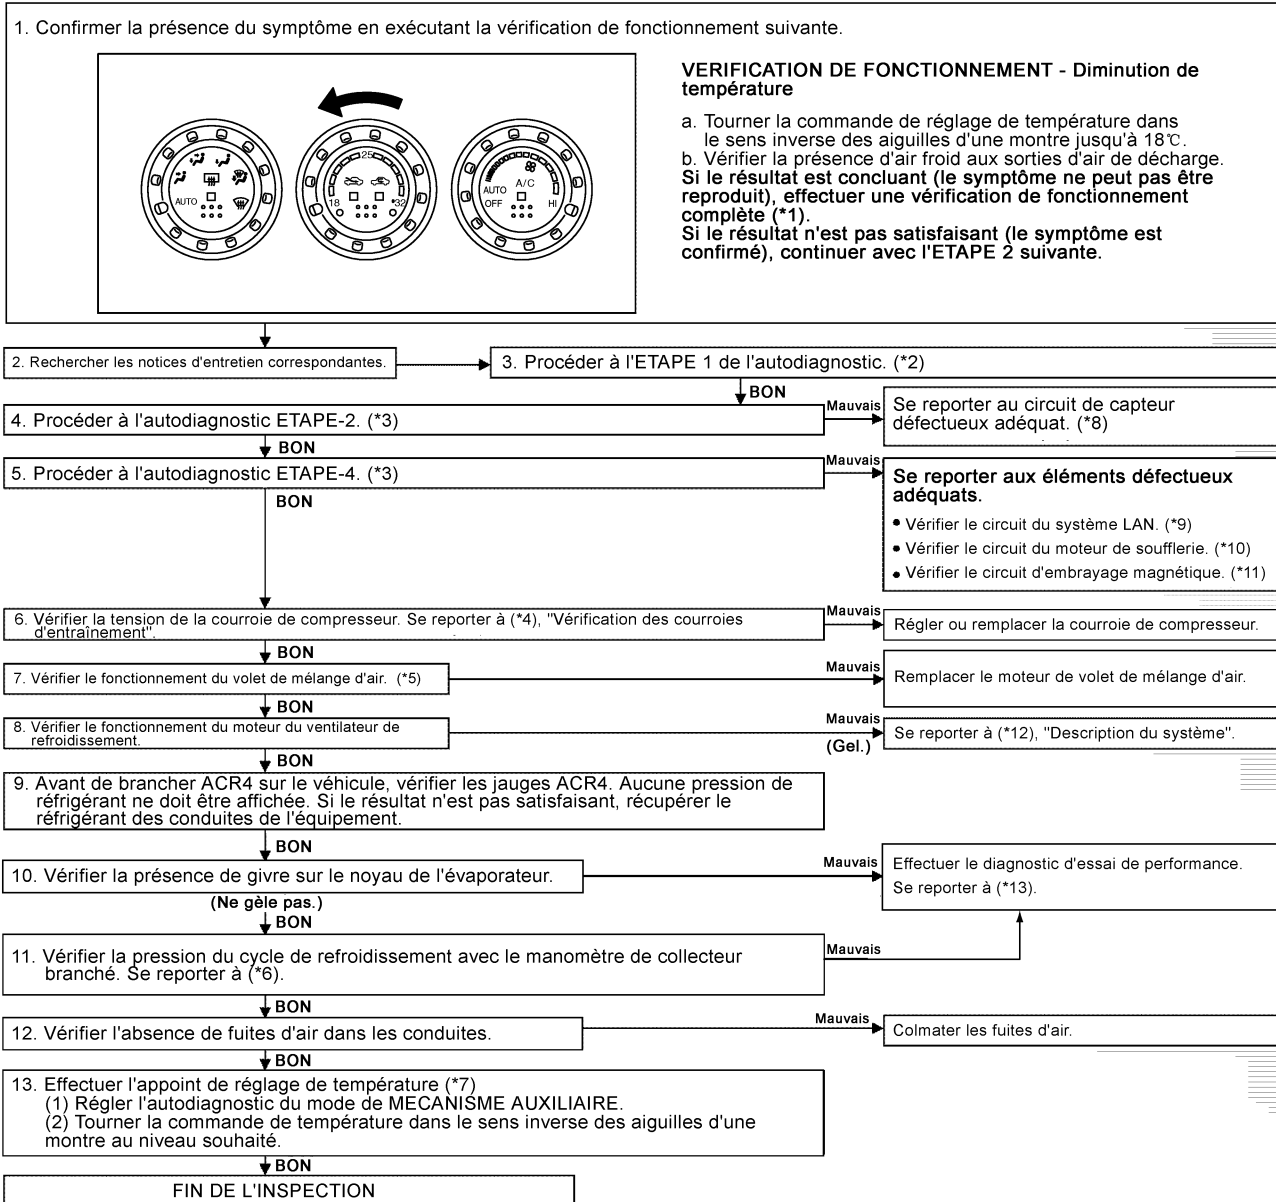 1. Confirmer la présence du symptôme en exécutant la vérification de fonctionnement suivante.
25
18
32
AUTO
A/C
AUTO
OFF
HI
VERIFICATION DE FONCTIONNEMENT - Diminution de
température
a. Tourner la commande de réglage de température dans
le sens inverse des aiguilles d'une montre jusqu'à 18℃.
b. Vérifier la présence d'air froid aux sorties d'air de décharge.
Si le résultat est concluant (le symptôme ne peut pas être
reproduit), effectuer une vérification de fonctionnement
complète (*1).
Si le résultat n'est pas satisfaisant (le symptôme est
confirmé), continuer avec l'ETAPE 2 suivante.
2. Rechercher les notices d'entretien correspondantes.
3. Procéder à l'ETAPE 1 de l'autodiagnostic. (*2)
BON
4. Procéder à l'autodiagnostic ETAPE-2. (*3)
Mauvais
Se reporter au circuit de capteur
défectueux adéquat. (*8)
BON
5. Procéder à l'autodiagnostic ETAPE-4. (*3)
Mauvais
Se reporter aux éléments défectueux
adéquats.
• Vérifier le circuit du système LAN. (*9)
• Vérifier le circuit du moteur de soufflerie. (*10)
• Vérifier le circuit d'embrayage magnétique. (*11)
BON
6. Vérifier la tension de la courroie de compresseur. Se reporter à (*4), "Vérification des courroies
d'entraînement".
Mauvais
Régler ou remplacer la courroie de compresseur.
BON
7. Vérifier le fonctionnement du volet de mélange d'air. (*5)
Mauvais
Remplacer le moteur de volet de mélange d'air.
BON
8. Vérifier le fonctionnement du moteur du ventilateur de
refroidissement.
Mauvais
(Gel.)
Se reporter à (*12), "Description du système".
BON
9. Avant de brancher ACR4 sur le véhicule, vérifier les jauges ACR4. Aucune pression de
réfrigérant ne doit être affichée. Si le résultat n'est pas satisfaisant, récupérer le
réfrigérant des conduites de l'équipement.
BON
10. Vérifier la présence de givre sur le noyau de l'évaporateur.
Mauvais
Effectuer le diagnostic d'essai de performance.
Se reporter à (*13).
(Ne gèle pas.)
BON
11. Vérifier la pression du cycle de refroidissement avec le manomètre de collecteur
branché. Se reporter à (*6).
Mauvais
BON
12. Vérifier l'absence de fuites d'air dans les conduites.
Mauvais
Colmater les fuites d'air.
BON
13. Effectuer l'appoint de réglage de température (*7)
(1) Régler l'autodiagnostic du mode de MECANISME AUXILIAIRE.
(2) Tourner la commande de température dans le sens inverse des aiguilles d'une
montre au niveau souhaité.
BON
FIN DE L'INSPECTION